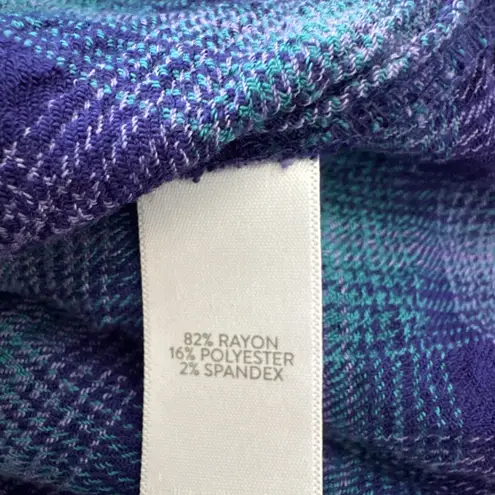 82% RAYON
16% POLYESTER
2% SPANDEX